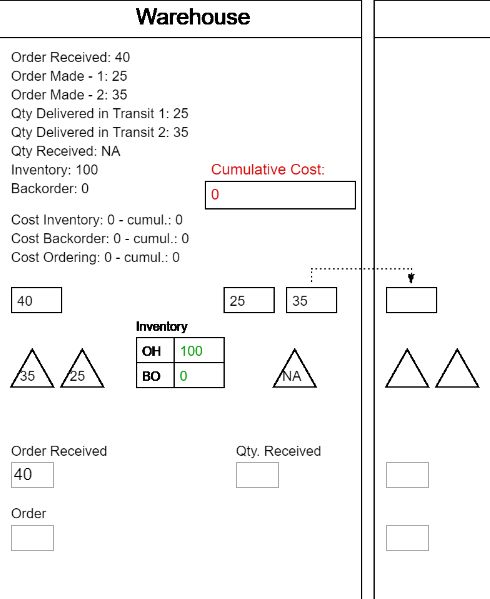 Warehouse
Order Received: 40
Order Made - 1: 25
Order Made - 2: 35
Qty Delivered in Transit 1: 25
Qty Delivered in Transit 2: 35
Qty Received: NA
Inventory: 100
Backorder: 0
Cumulative Cost:
0
Cost Inventory: 0 - cumul.: 0
Cost Backorder: 0 - cumul.: 0
Cost Ordering: 0 - cumul.: 0
40 25 35
Inventory
OH 100
BO 0
35 25 NA
Order Received Qty. Received
40
Order